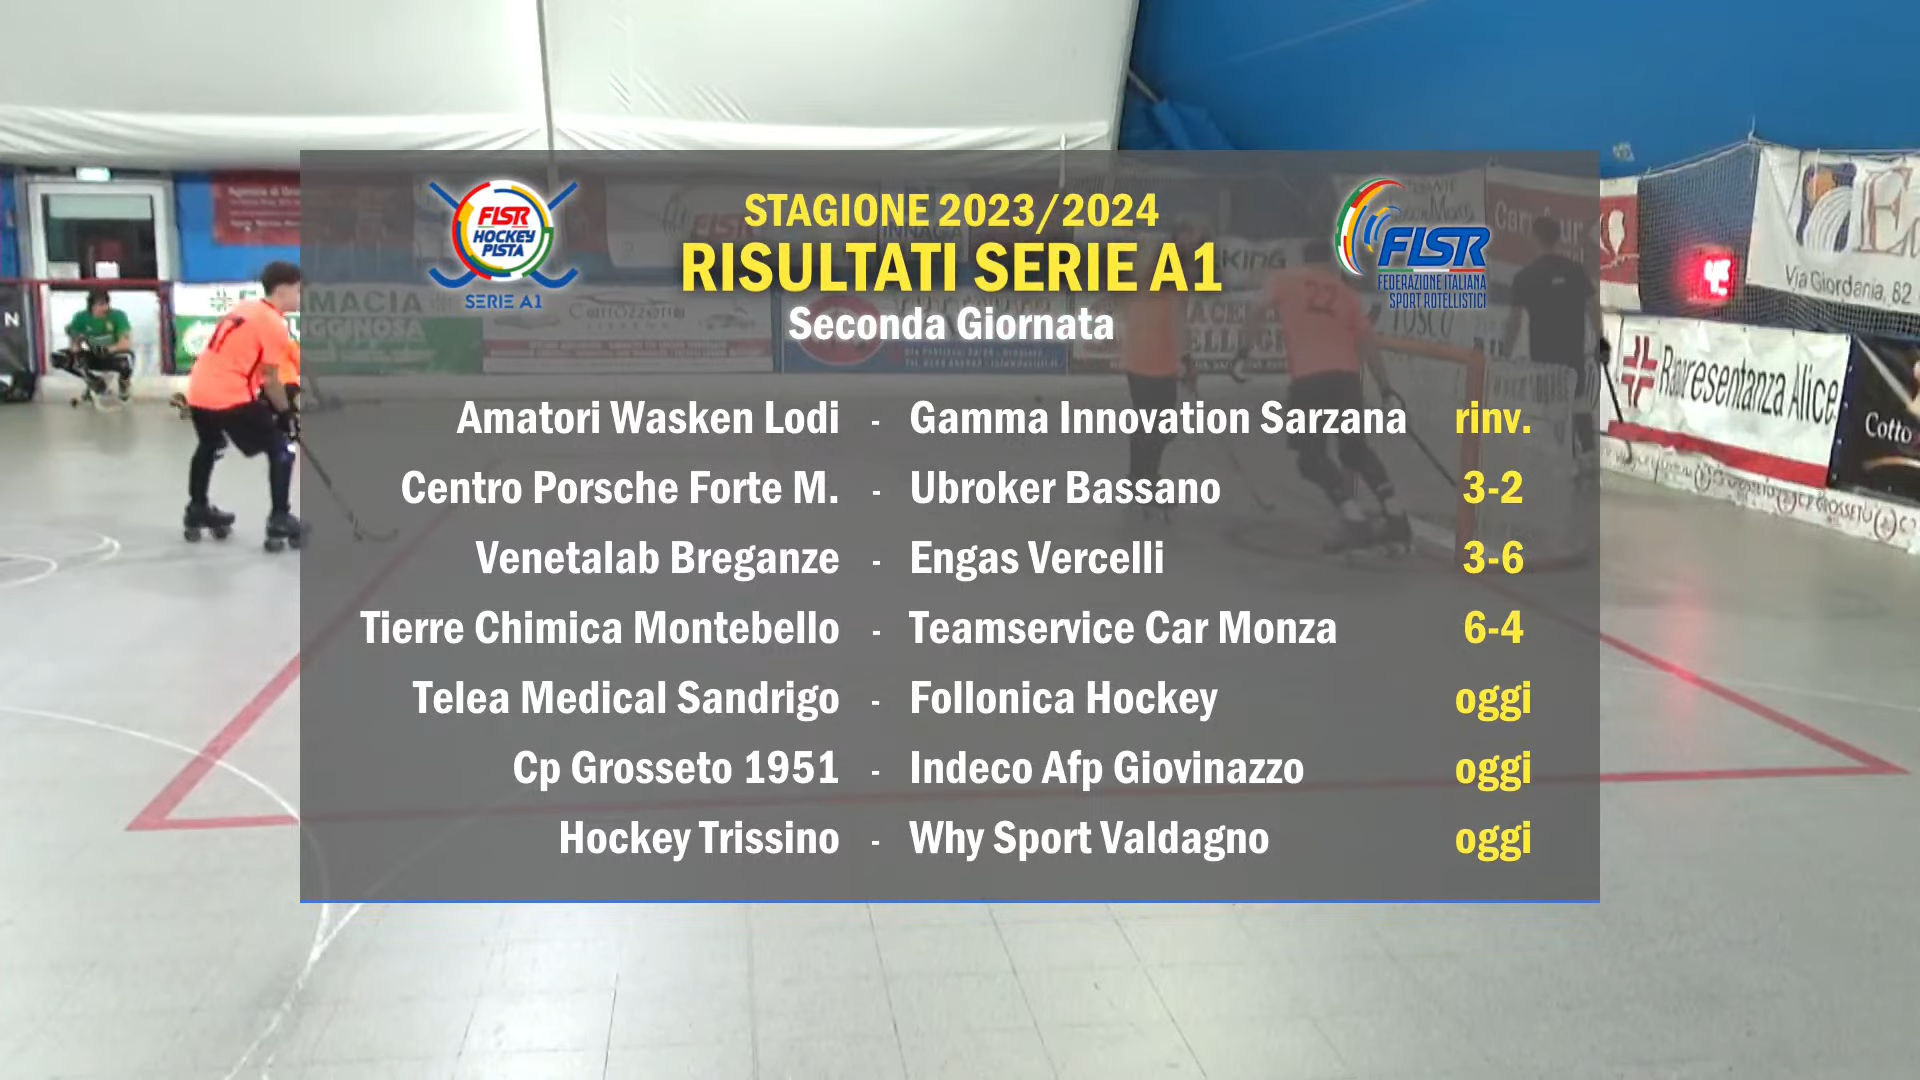 FISR
HOCKEY
PISTA
SERIE A1
STAGIONE 2023/2024
RISULTATI SERIE A1
Seconda Giornata
FISR
FEDERAZIONE ITALIANA
SPORT ROTELLISTICI
Amatori Wasken Lodi - Gamma Innovation Sarzana rinv.
Centro Porsche Forte M. - Ubroker Bassano 3-2
Venetalab Breganze - Engas Vercelli 3-6
Tierre Chimica Montebello - Teamservice Car Monza 6-4
Telea Medical Sandrigo - Follonica Hockey oggi
Cp Grosseto 1951 - Indeco Afp Giovinazzo oggi
Hockey Trissino - Why Sport Valdagno oggi
Via Giordania, 82
Rappresentanza Alice
Cotto
N
17
22